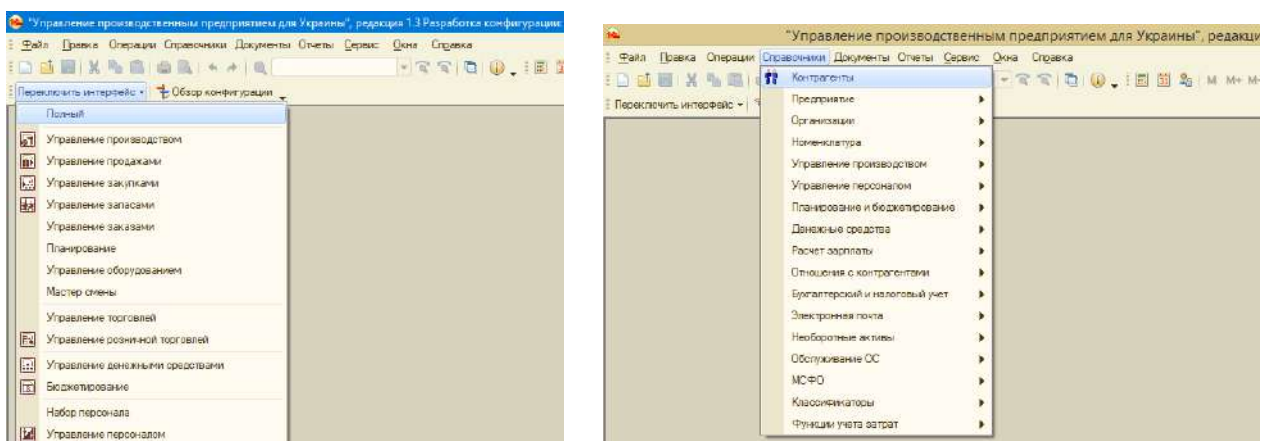 "Управление производственным предприятием для Украины", редакция 1.3 Разработка конфигурации:
Файл Правка Операции Справочники Документы Отчеты Сервис Окна Справка
Переключить интерфейс Обзор конфигурации
Полный
Управление производством
Управление продажами
Управление закупками
Управление запасами
Управление заказами
Планирование
Управление оборудованием
Мастер смены
Управление торговлей
Управление розничной торговлей
Управление денежными средствами
Бюджетирование
Набор персонала
Управление персоналом
"Управление производственным предприятием для Украины", редакци
Файл Правка Операции Справочники Документы Отчеты Сервис Окна Справка
M M+ M-
Переключить интерфейс
Контрагенты
Предприятие
Организации
Номенклатура
Управление производством
Управление персоналом
Планирование и бюджетирование
Денежные средства
Расчет зарплаты
Отношения с контрагентами
Бухгалтерский и налоговый учет
Электронная почта
Необоротные активы
Обслуживание ОС
МСФО
Классификаторы
Функции учета затрат